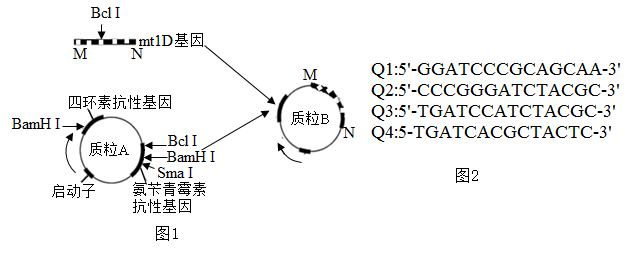 Bcl I
M N mt1D基因
四环素抗性基因
BamH I
质粒A
Bcl I
BamH I
Sma I
启动子
氨苄青霉素
抗性基因
图1
M
质粒B
N
Q1:5'-GGATCCCGCAGCAA-3'
Q2:5'-CCCGGGATCTACGC-3'
Q3:5'-TGATCCATCTACGC-3'
Q4:5-TGATCACGCTACTC-3'
图2